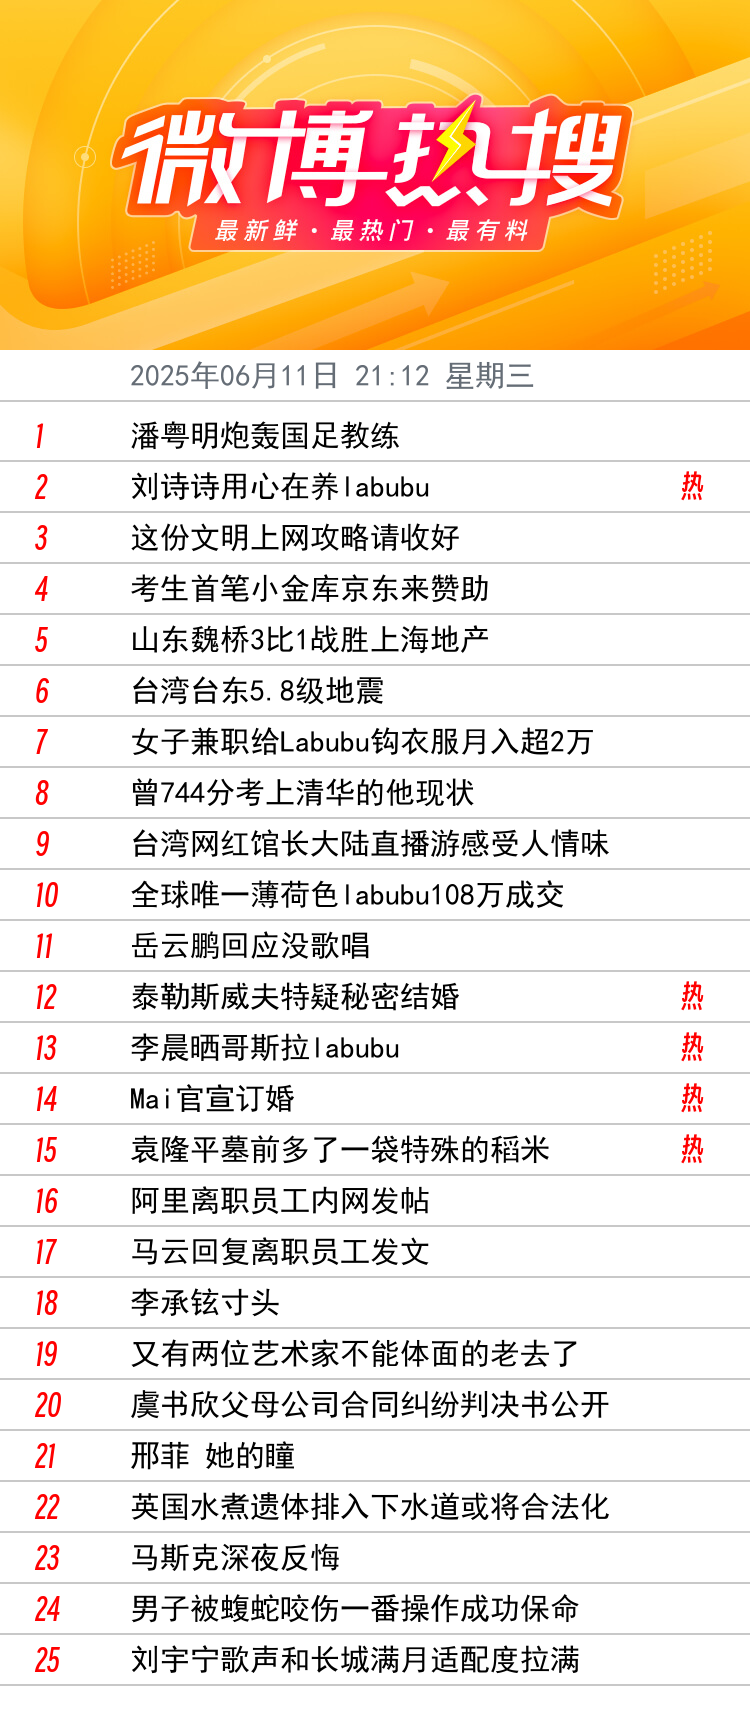 微博热搜
最新鲜·最热门·最有料
2025年06月11日 21:12 星期三
1 潘粤明炮轰国足教练
2 刘诗诗用心在养labubu 热
3 这份文明上网攻略请收好
4 考生首笔小金库京东来赞助
5 山东魏桥3比1战胜上海地产
6 台湾台东5.8级地震
7 女子兼职给Labubu钩衣服月入超2万
8 曾744分考上清华的他现状
9 台湾网红馆长大陆直播游感受人情味
10 全球唯一薄荷色labubu108万成交
11 岳云鹏回应没歌唱
12 泰勒斯威夫特疑秘密结婚 热
13 李晨晒哥斯拉labubu 热
14 Mai官宣订婚 热
15 袁隆平墓前多了一袋特殊的稻米 热
16 阿里离职员工内网发帖
17 马云回复离职员工发文
18 李承铉寸头
19 又有两位艺术家不能体面的老去了
20 虞书欣父母公司合同纠纷判决书公开
21 邢菲 她的瞳
22 英国水煮遗体排入下水道或将合法化
23 马斯克深夜反悔
24 男子被蝮蛇咬伤一番操作成功保命
25 刘宇宁歌声和长城满月适配度拉满